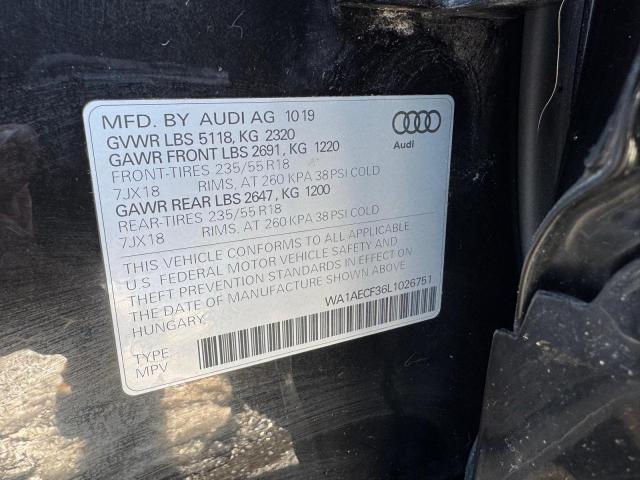 MFD. BY AUDI AG 10 19
GVWR LBS 5118, KG 2320
GAWR FRONT LBS 2691, KG 1220
FRONT-TIRES 235/55 R18
7JX18 RIMS, AT 260 KPA 38 PSI COLD
GAWR REAR LBS 2647, KG 1200
REAR-TIRES 235/55 R18
7JX18 RIMS, AT 260 KPA 38 PSI COLD
Audi
THIS VEHICLE CONFORMS TO ALL APPLICABLE
U.S. FEDERAL MOTOR VEHICLE SAFETY AND
THEFT PREVENTION STANDARDS IN EFFECT ON
THE DATE OF MANUFACTURE SHOWN ABOVE.
HUNGARY
WA1AECF36L1026751
TYPE
MPV